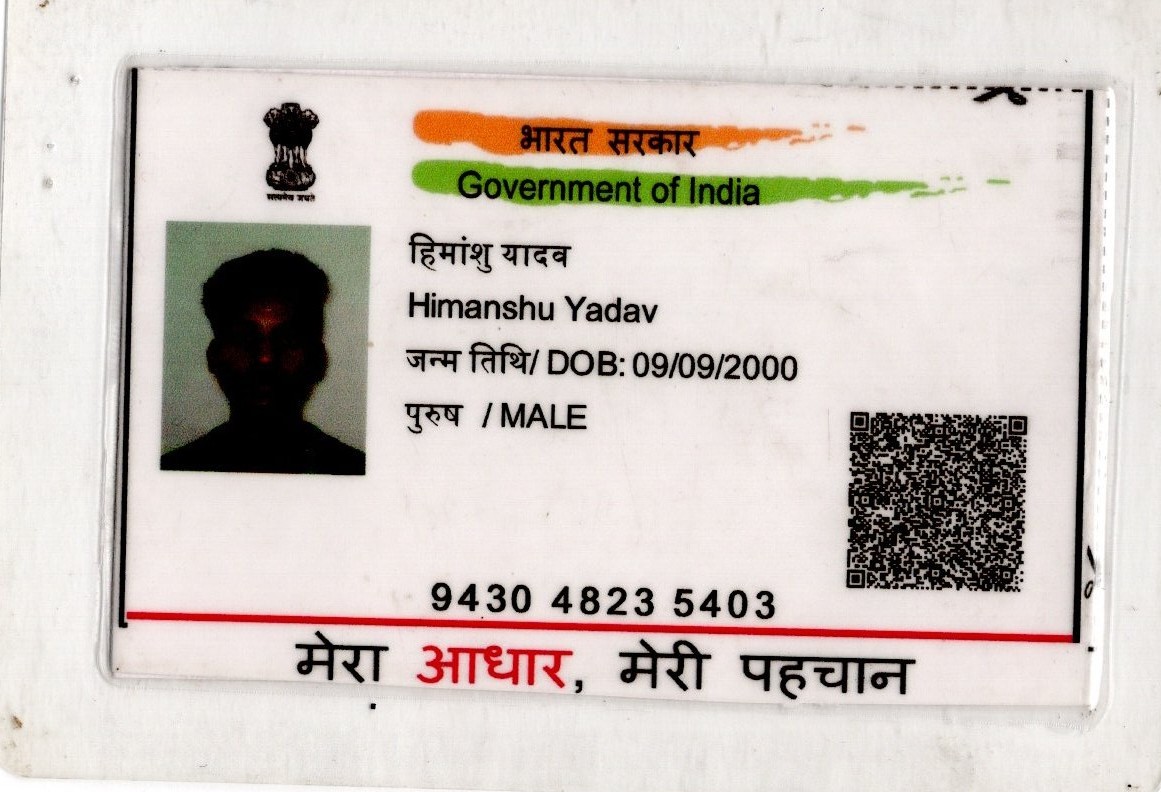 भारत सरकार
Government of India
सत्यमेव जयते
हिमांशु यादव
Himanshu Yadav
जन्म तिथि/ DOB: 09/09/2000
पुरुष / MALE
9430 4823 5403
मेरा आधार, मेरी पहचान